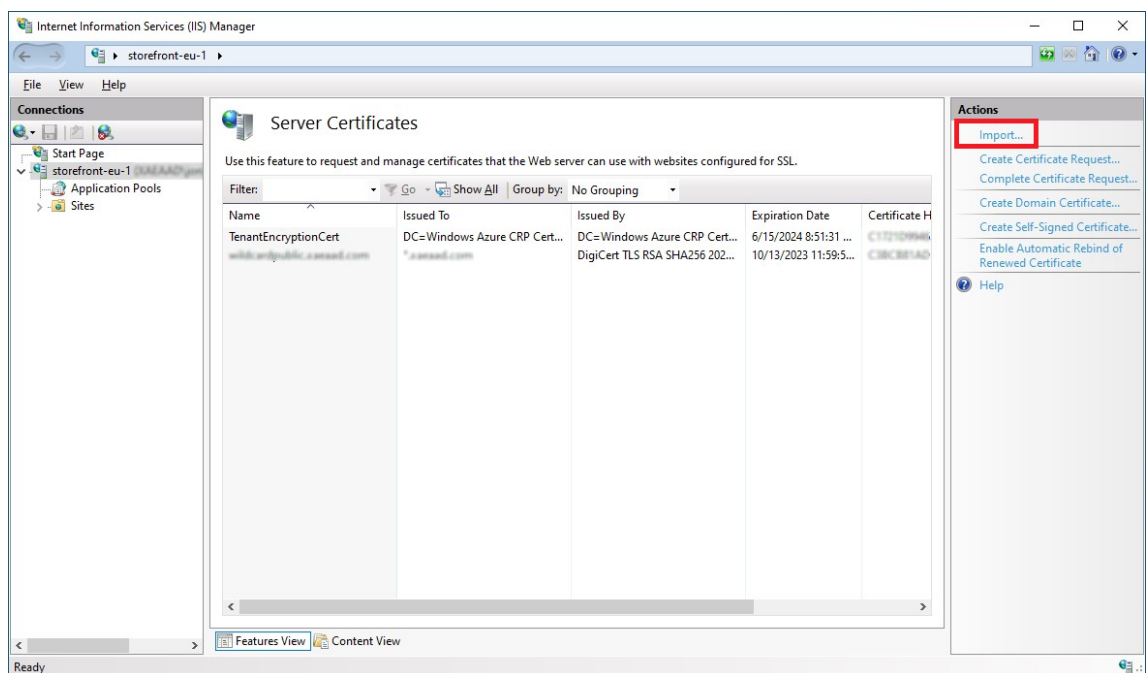 Internet Information Services (IIS) Manager
storefront-eu-1
File View Help
Connections
Start Page
storefront-eu-1
Application Pools
Sites
Server Certificates
Use this feature to request and manage certificates that the Web server can use with websites configured for SSL.
Filter: Go Show All Group by: No Grouping
Name Issued To Issued By Expiration Date Certificate H
TenantEncryptionCert DC=Windows Azure CRP Cert... DC=Windows Azure CRP Cert... 6/15/2024 8:51:31 ...
DigiCert TLS RSA SHA256 202... 10/13/2023 11:59:5...
Features View Content View
Actions
Import...
Create Certificate Request...
Complete Certificate Request...
Create Domain Certificate...
Create Self-Signed Certificate...
Enable Automatic Rebind of
Renewed Certificate
Help
Ready